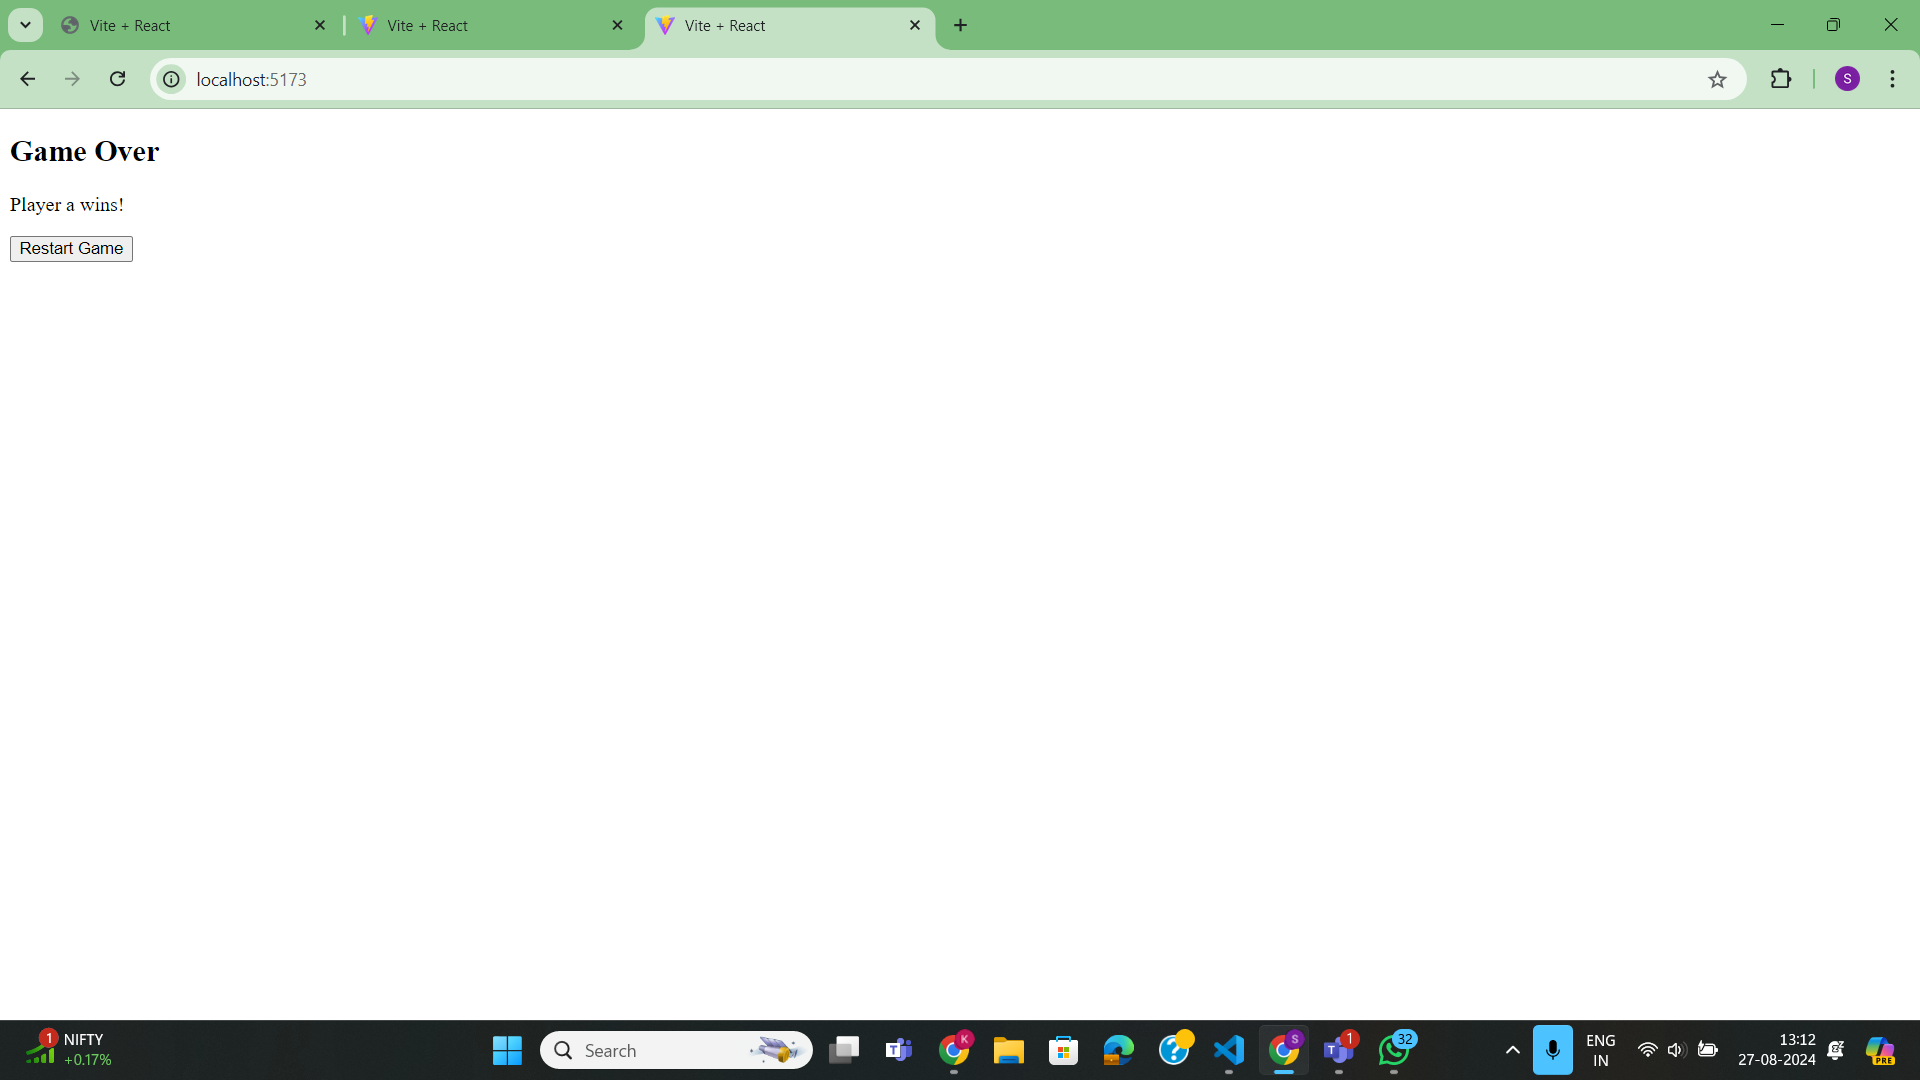 Vite + React
Vite + React
Vite + React
localhost:5173
S
Game Over
Player a wins!
Restart Game
1
NIFTY
+0.17%
Search
T
K
S
T
1
32
ENG
IN
13:12
27-08-2024
PRE